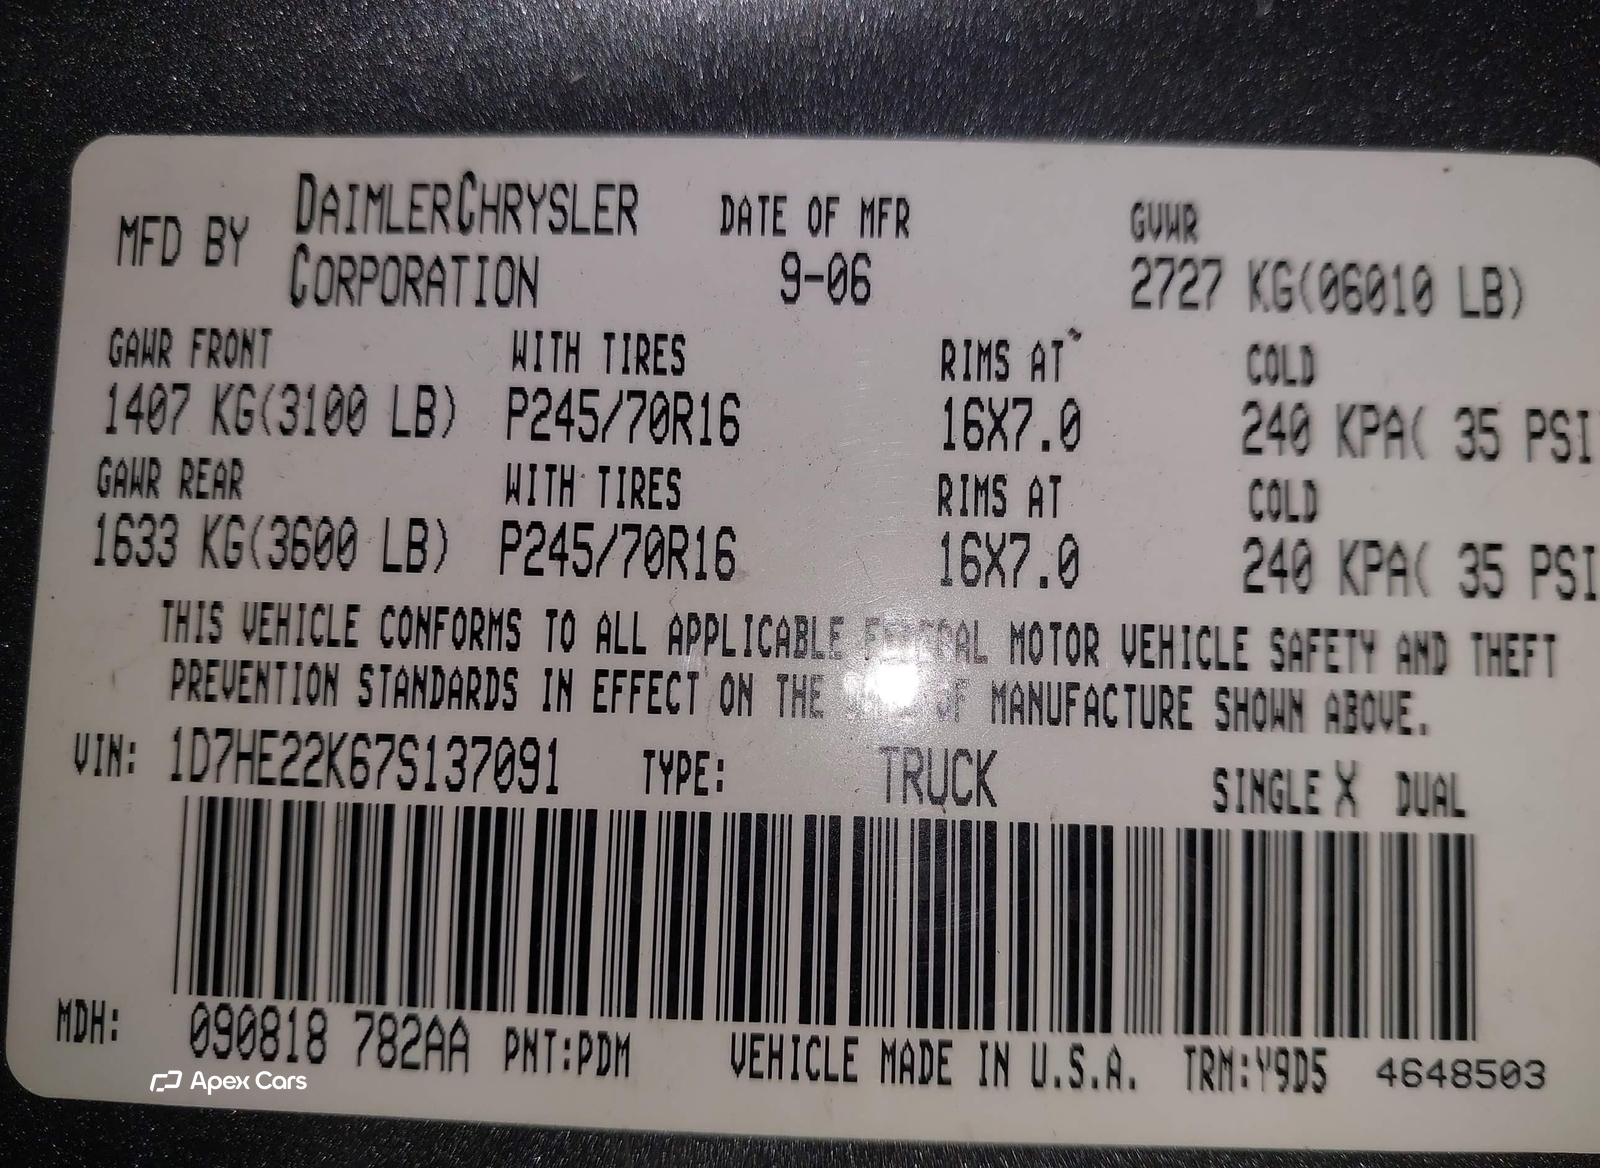 MFD BY DAIMLERCHRYSLER CORPORATION DATE OF MFR 9-06 GVWR 2727 KG(06010 LB)
GAWR FRONT WITH TIRES RIMS AT COLD
1407 KG(3100 LB) P245/70R16 16X7.0 240 KPA( 35 PSI
GAWR REAR WITH TIRES RIMS AT COLD
1633 KG(3600 LB) P245/70R16 16X7.0 240 KPA( 35 PSI
THIS VEHICLE CONFORMS TO ALL APPLICABLE FEDERAL MOTOR VEHICLE SAFETY AND THEFT
PREVENTION STANDARDS IN EFFECT ON THE DATE OF MANUFACTURE SHOWN ABOVE.
VIN: 1D7HE22K67S137091 TYPE: TRUCK SINGLE X DUAL
MDH: 090818 782AA PNT:PDM VEHICLE MADE IN U.S.A. TRM:Y9D5 4648503
Apex Cars